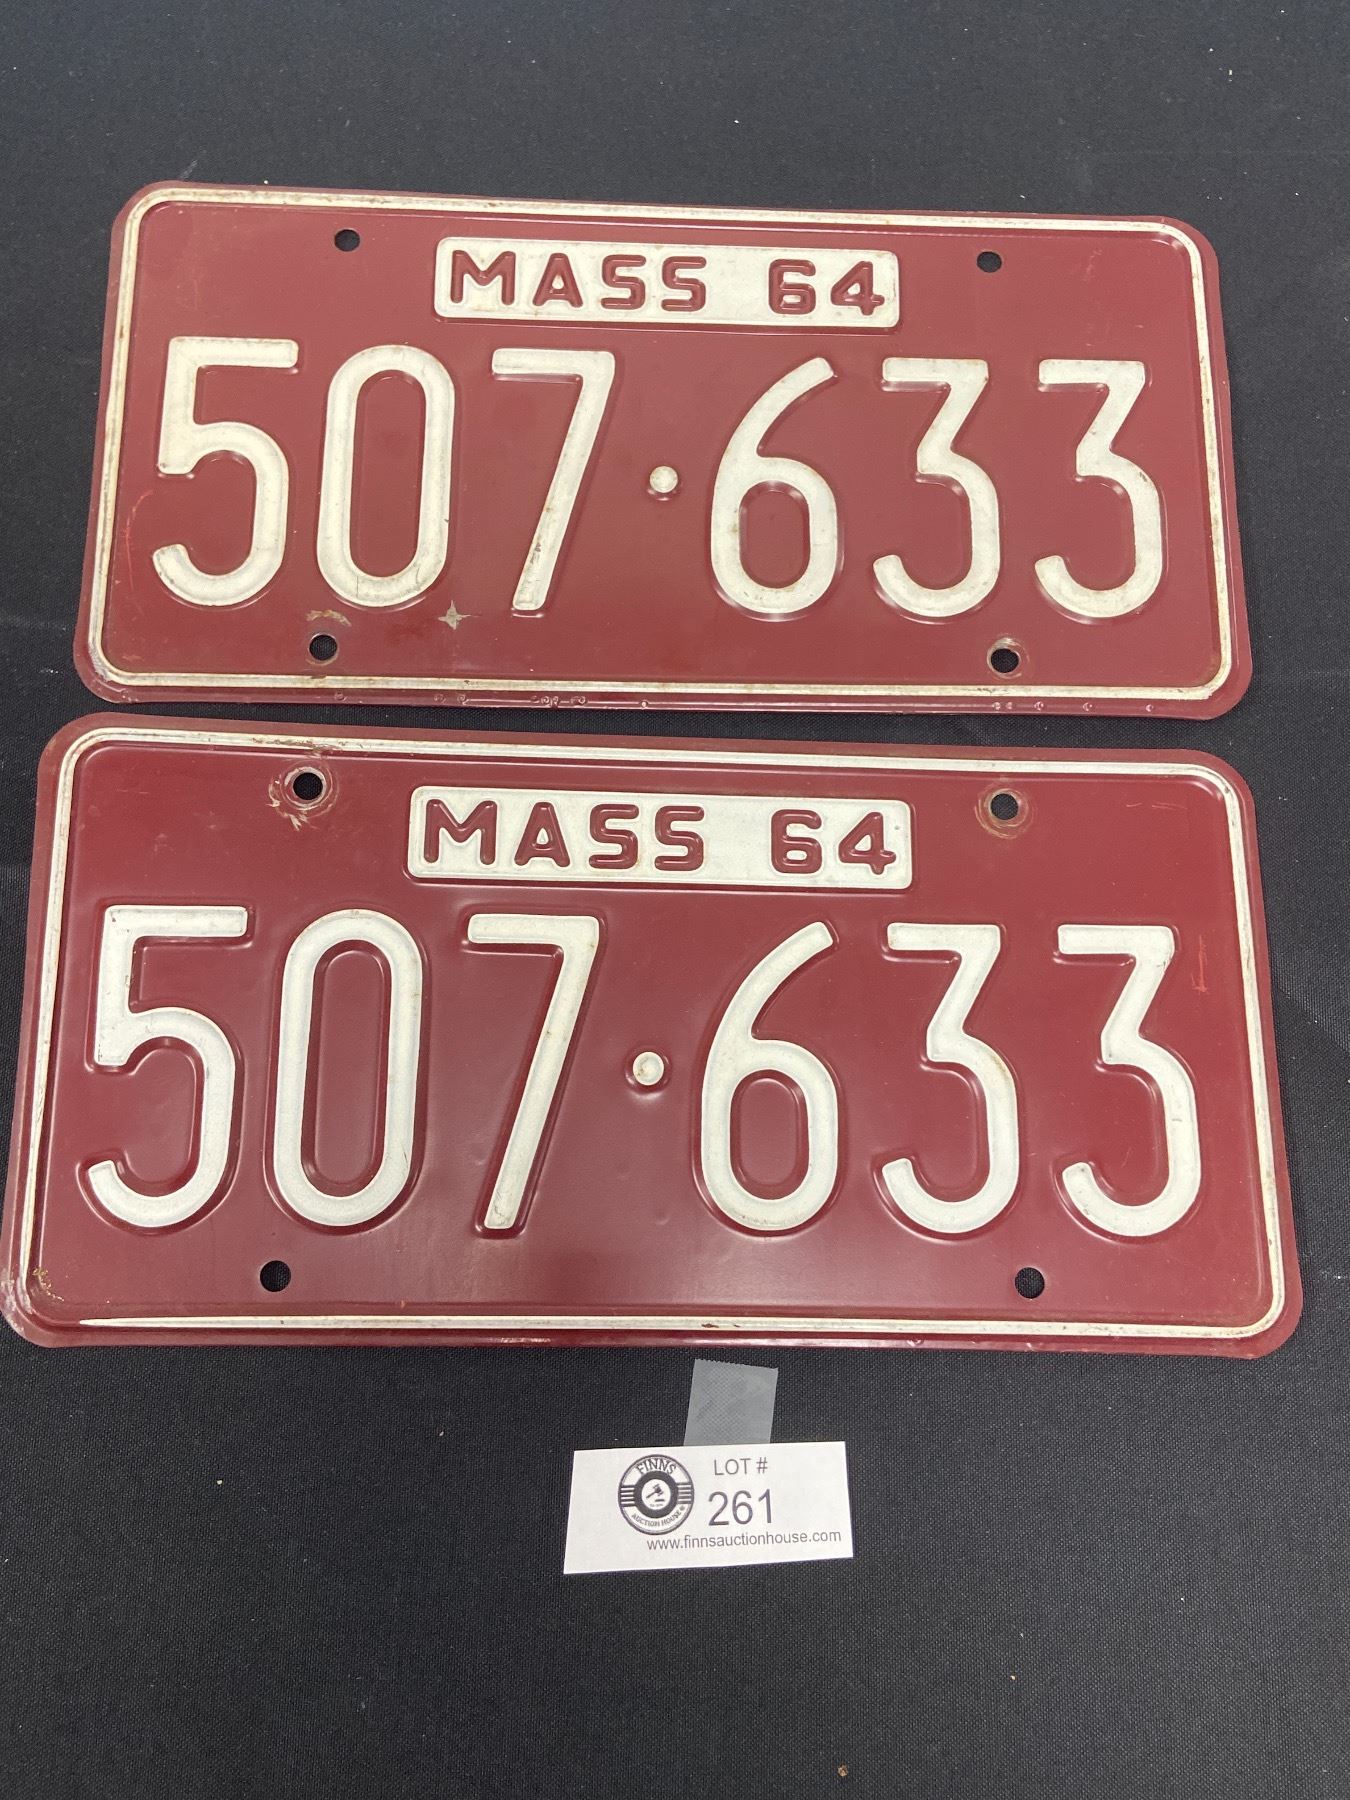 MASS 64
507·633
MASS 64
507·633
FINNS
AUCTION HOUSE
LOT #
261
www.finnsauctionhouse.com